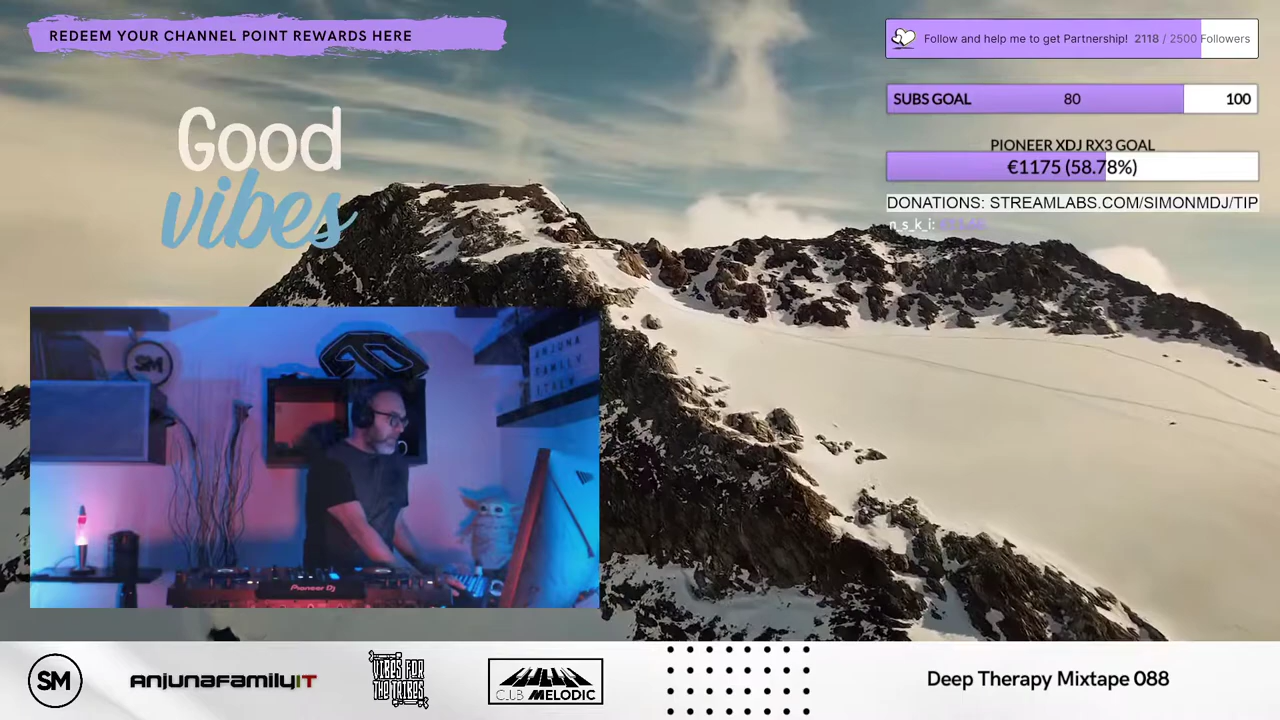 REDEEM YOUR CHANNEL POINT REWARDS HERE
Follow and help me to get Partnership! 2118 / 2500 Followers
SUBS GOAL 80 100
PIONEER XDJ RX3 GOAL
€1175 (58.78%)
DONATIONS: STREAMLABS.COM/SIMONMDJ/TIP
n_s_k_i:
Good
vibes
SM
ANJUNA
FAMILY
ITALY
Pioneer Dj
SM
ANJUNAFAMILYIT
VIBES FOR
THE TRIBES
CLUB MELODIC
Deep Therapy Mixtape 088